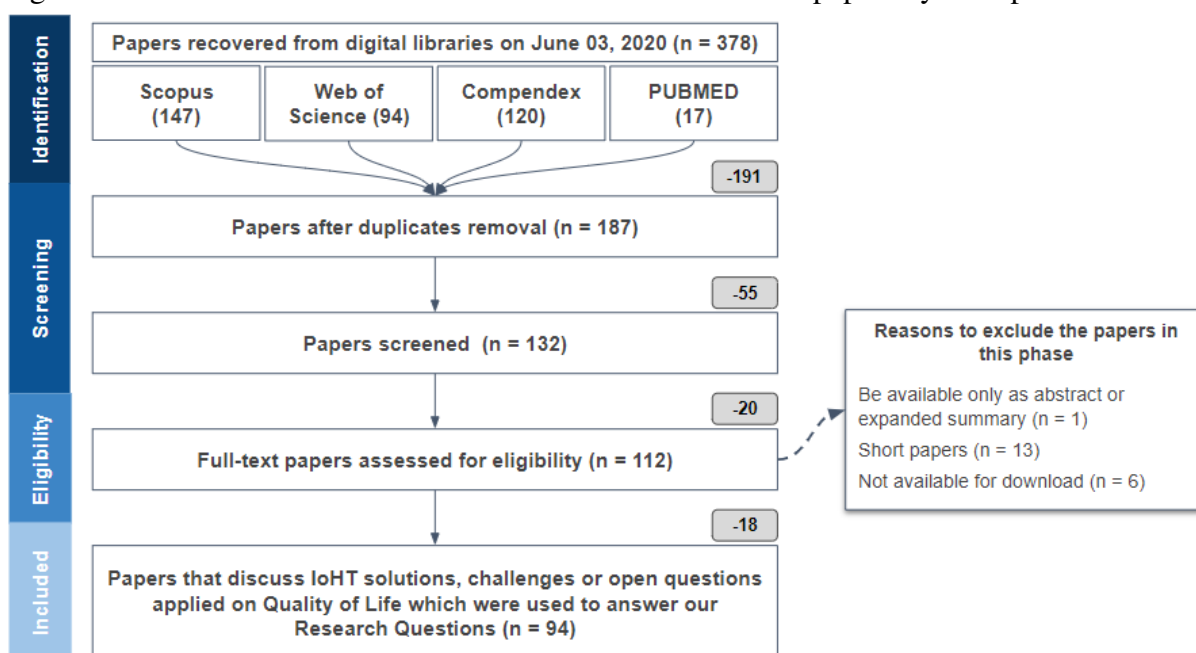 Identification
Papers recovered from digital libraries on June 03, 2020 (n = 378)
Scopus
(147)
Web of
Science (94)
Compendex
(120)
PUBMED
(17)
-191
Screening
Papers after duplicates removal (n = 187)
-55
Papers screened (n = 132)
-20
Eligibility
Full-text papers assessed for eligibility (n = 112)
Reasons to exclude the papers in
this phase
Be available only as abstract or
expanded summary (n = 1)
Short papers (n = 13)
Not available for download (n = 6)
-18
Included
Papers that discuss IoHT solutions, challenges or open questions
applied on Quality of Life which were used to answer our
Research Questions (n = 94)